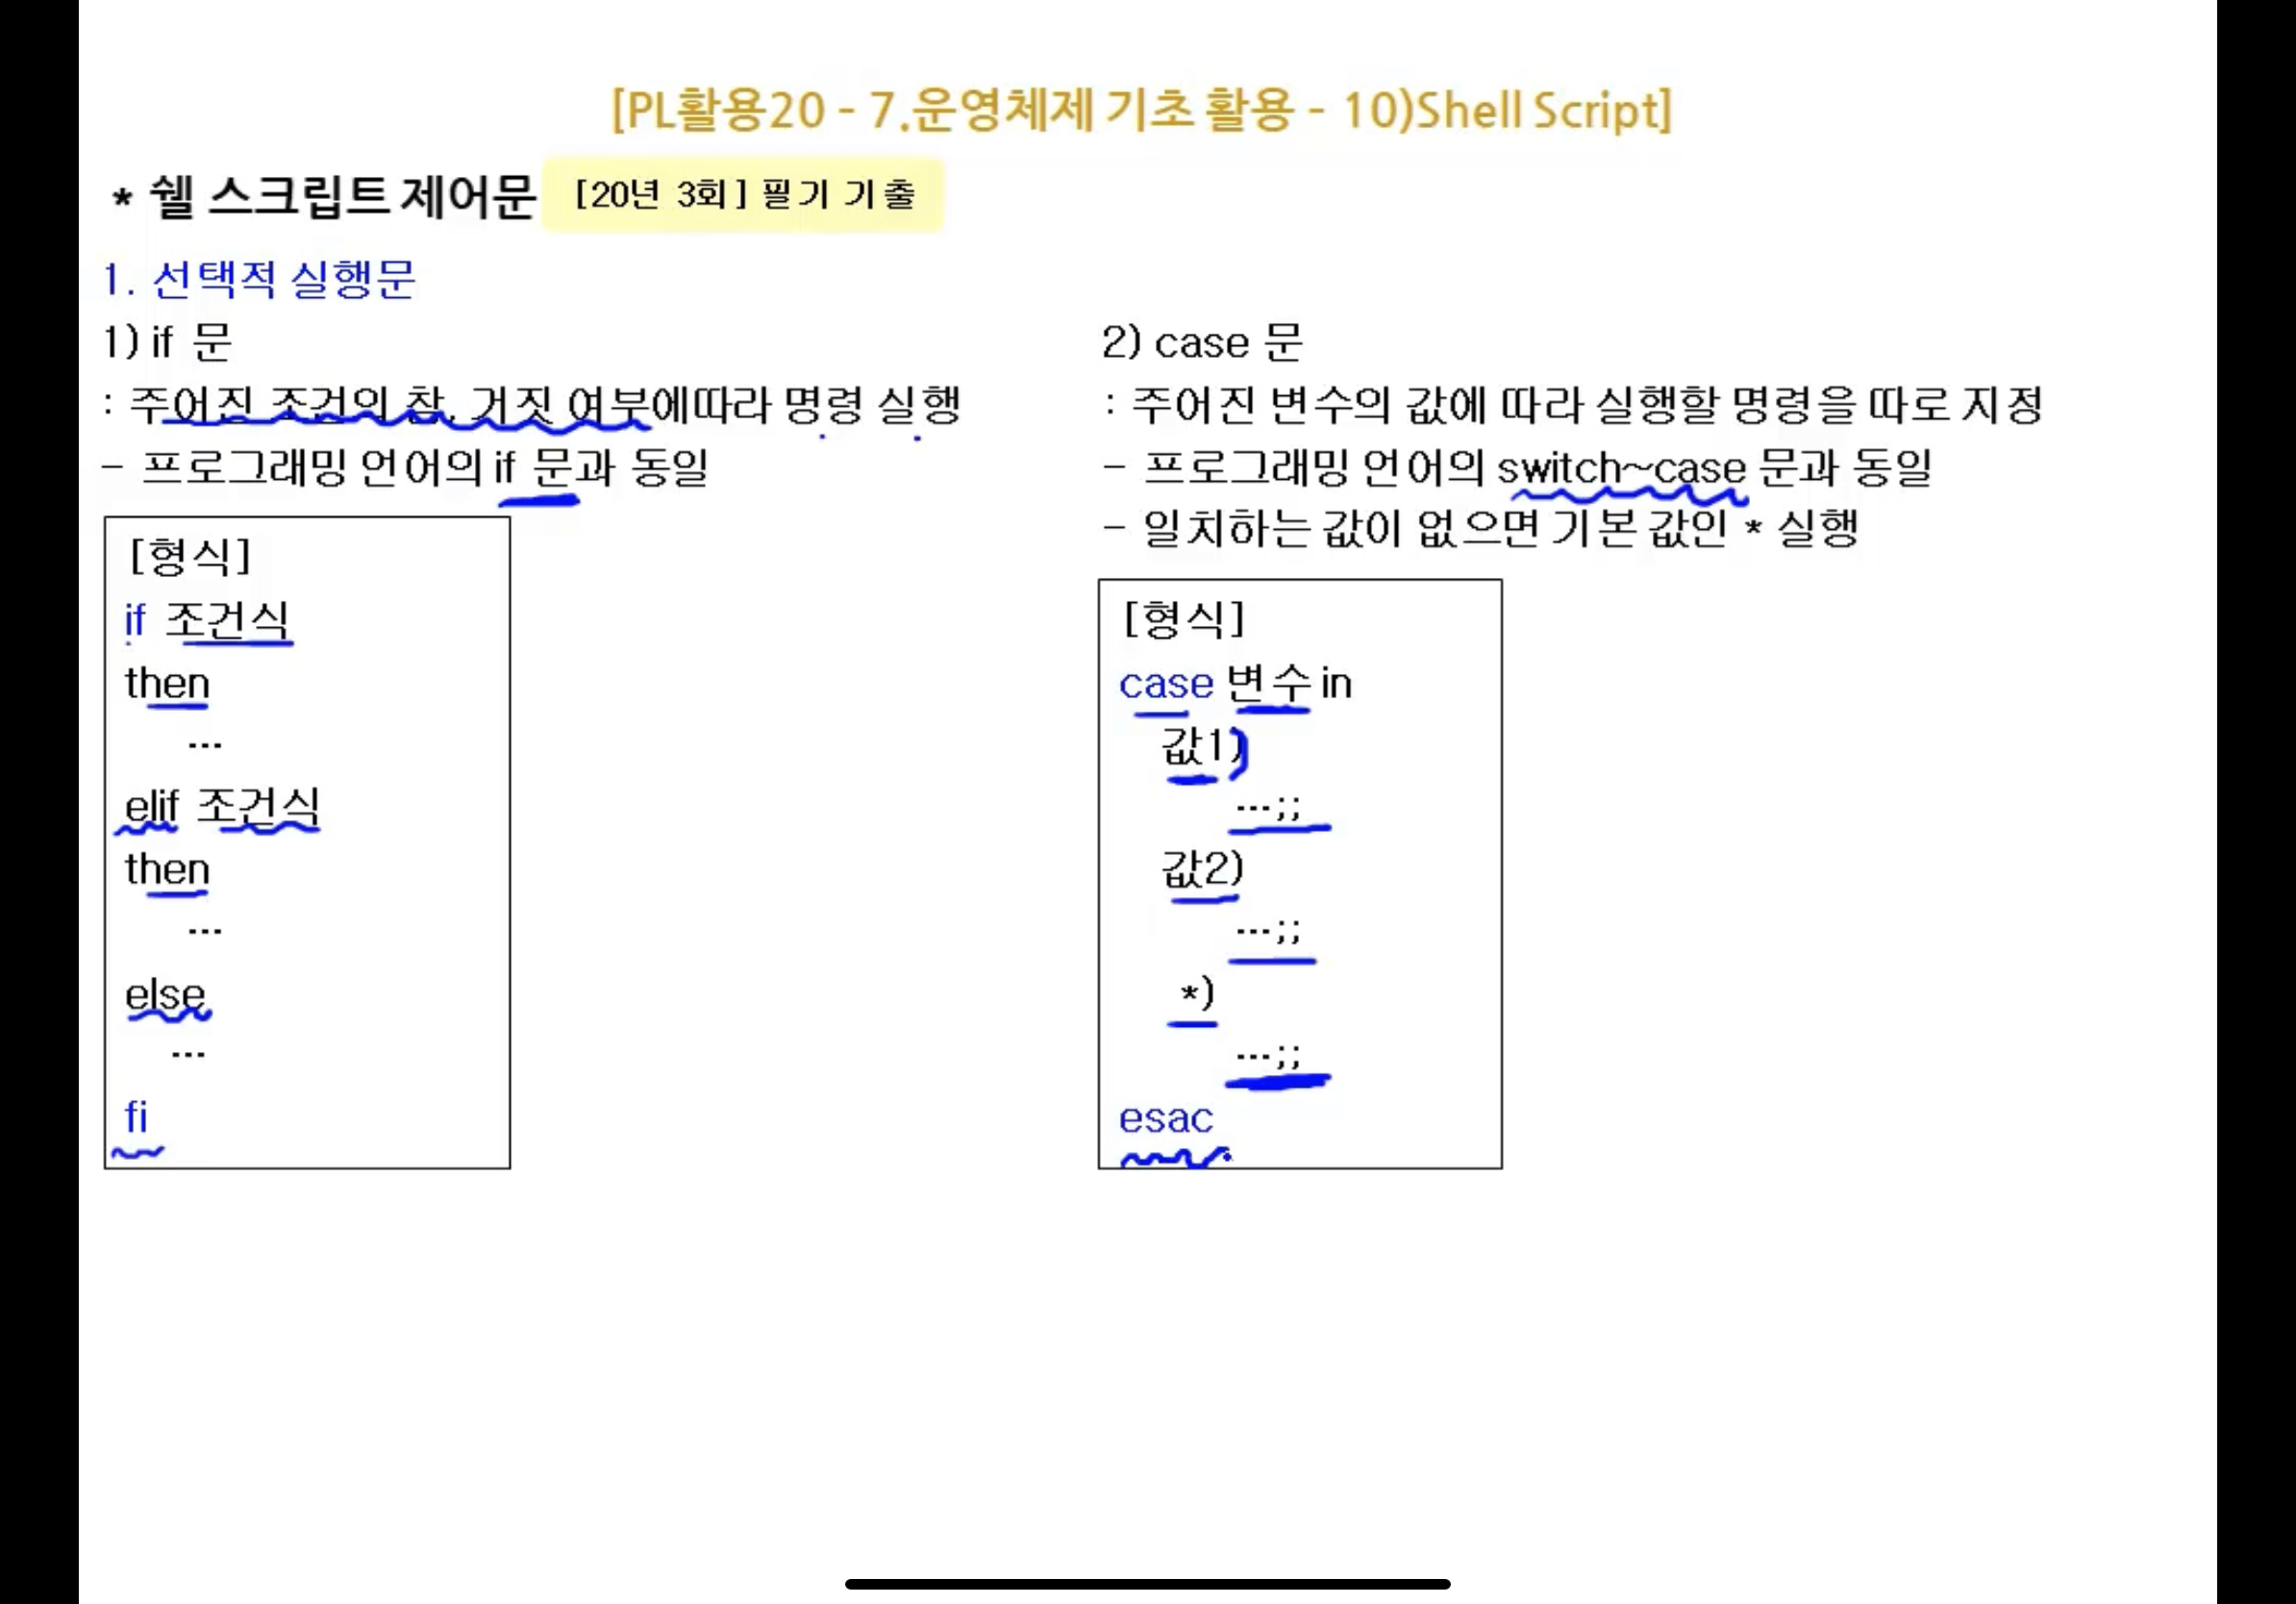 [PL활용20 - 7.운영체제 기초 활용 - 10)Shell Script]
* 쉘 스크립트 제어문 [20년 3회] 필기 기출
1. 선택적 실행문
1) if 문
: 주어진 조건의 참, 거짓 여부에따라 명령 실행
- 프로그래밍 언어의 if 문과 동일
[형식]
if 조건식
then
...
elif 조건식
then
...
else
...
fi
2) case 문
: 주어진 변수의 값에 따라 실행할 명령을 따로 지정
- 프로그래밍 언어의 switch~case 문과 동일
- 일치하는 값이 없으면 기본 값인 * 실행
[형식]
case 변수 in
값1)
...;;
값2)
...;;
*)
...;;
esac